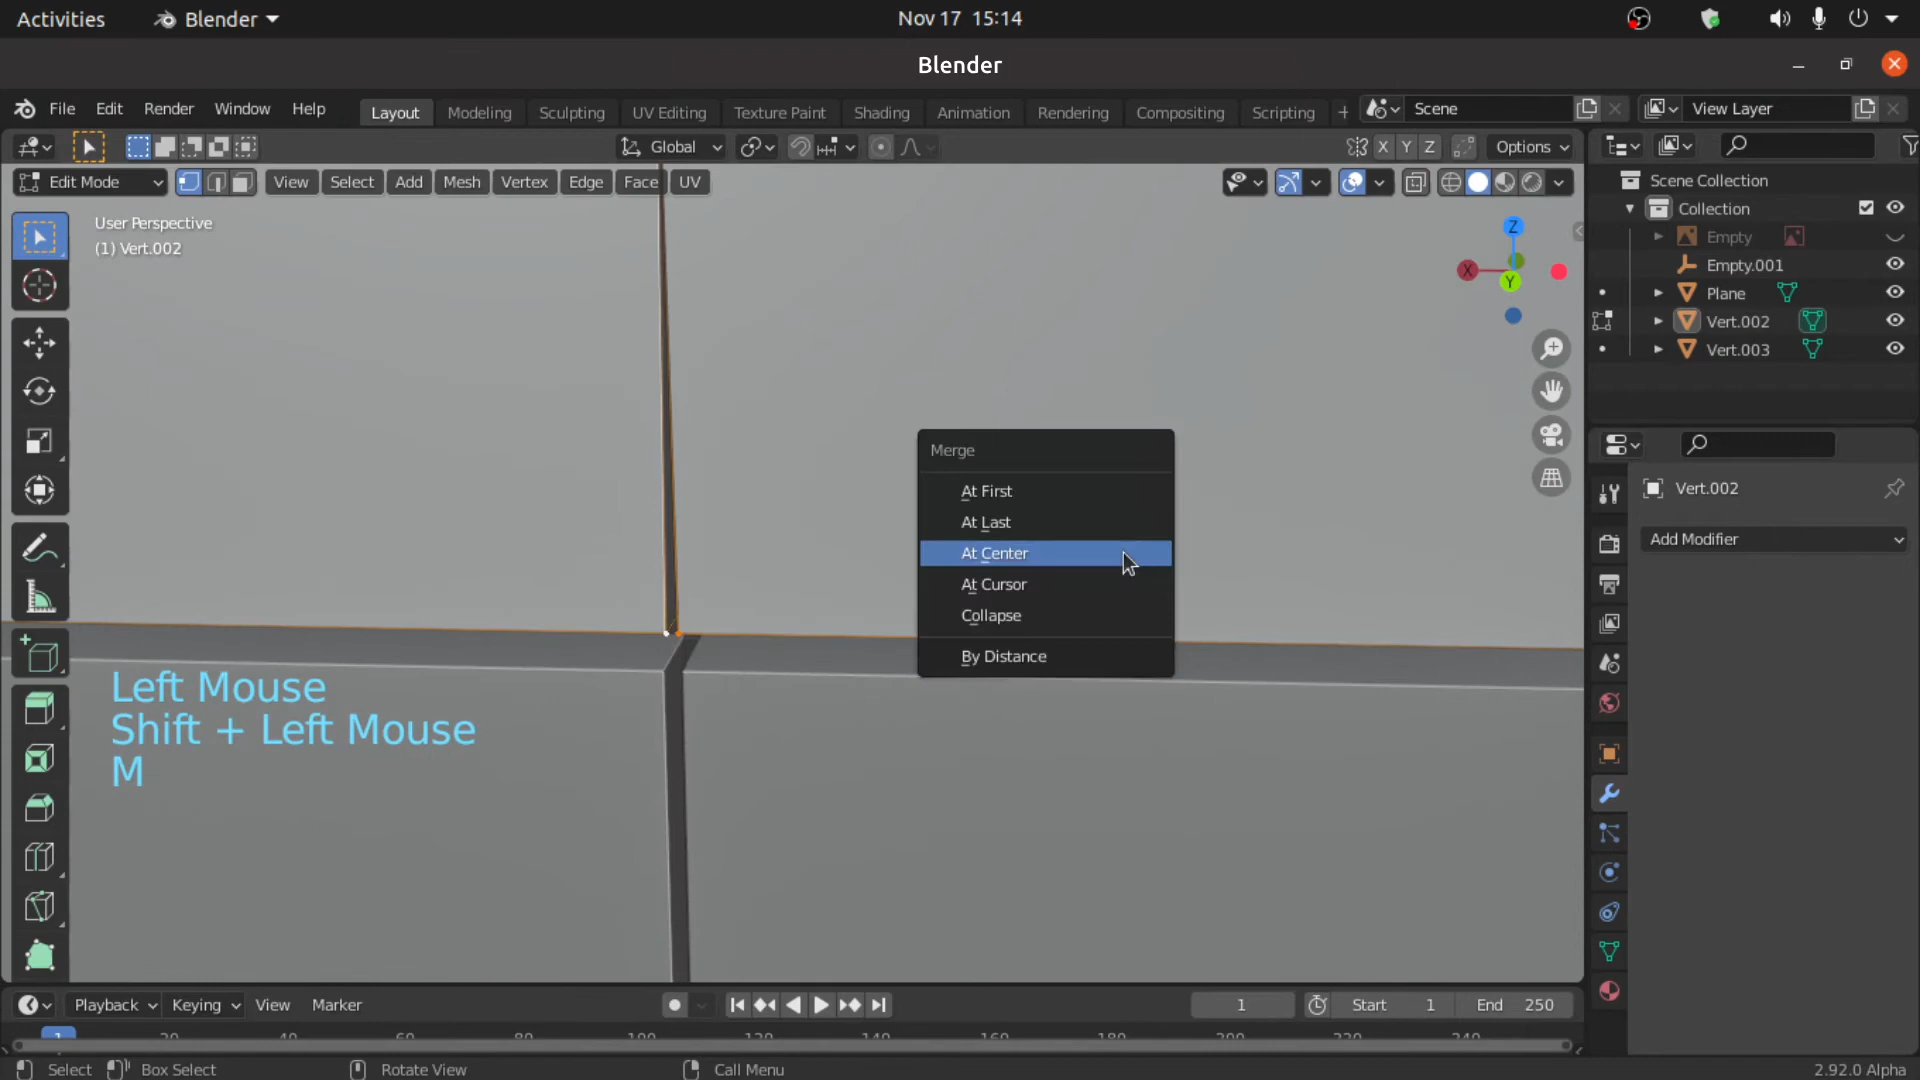 Activities Blender Nov 17 15:14
Blender
File Edit Render Window Help Layout Modeling Sculpting UV Editing Texture Paint Shading Animation Rendering Compositing Scripting + Scene View Layer
Global X Y Z Options
Edit Mode View Select Add Mesh Vertex Edge Face UV
User Perspective
(1) Vert.002
Z
X
Y
Scene Collection
Collection
Empty
Empty.001
Plane
Vert.002
Vert.003
Merge
At First
At Last
At Center
At Cursor
Collapse
By Distance
Vert.002
Add Modifier
Left Mouse
Shift + Left Mouse
M
Playback Keying View Marker 1 Start 1 End 250
1 20 40 60 80 100 120 140 160 180 200 220 240
Select Box Select Rotate View Call Menu 2.92.0 Alpha